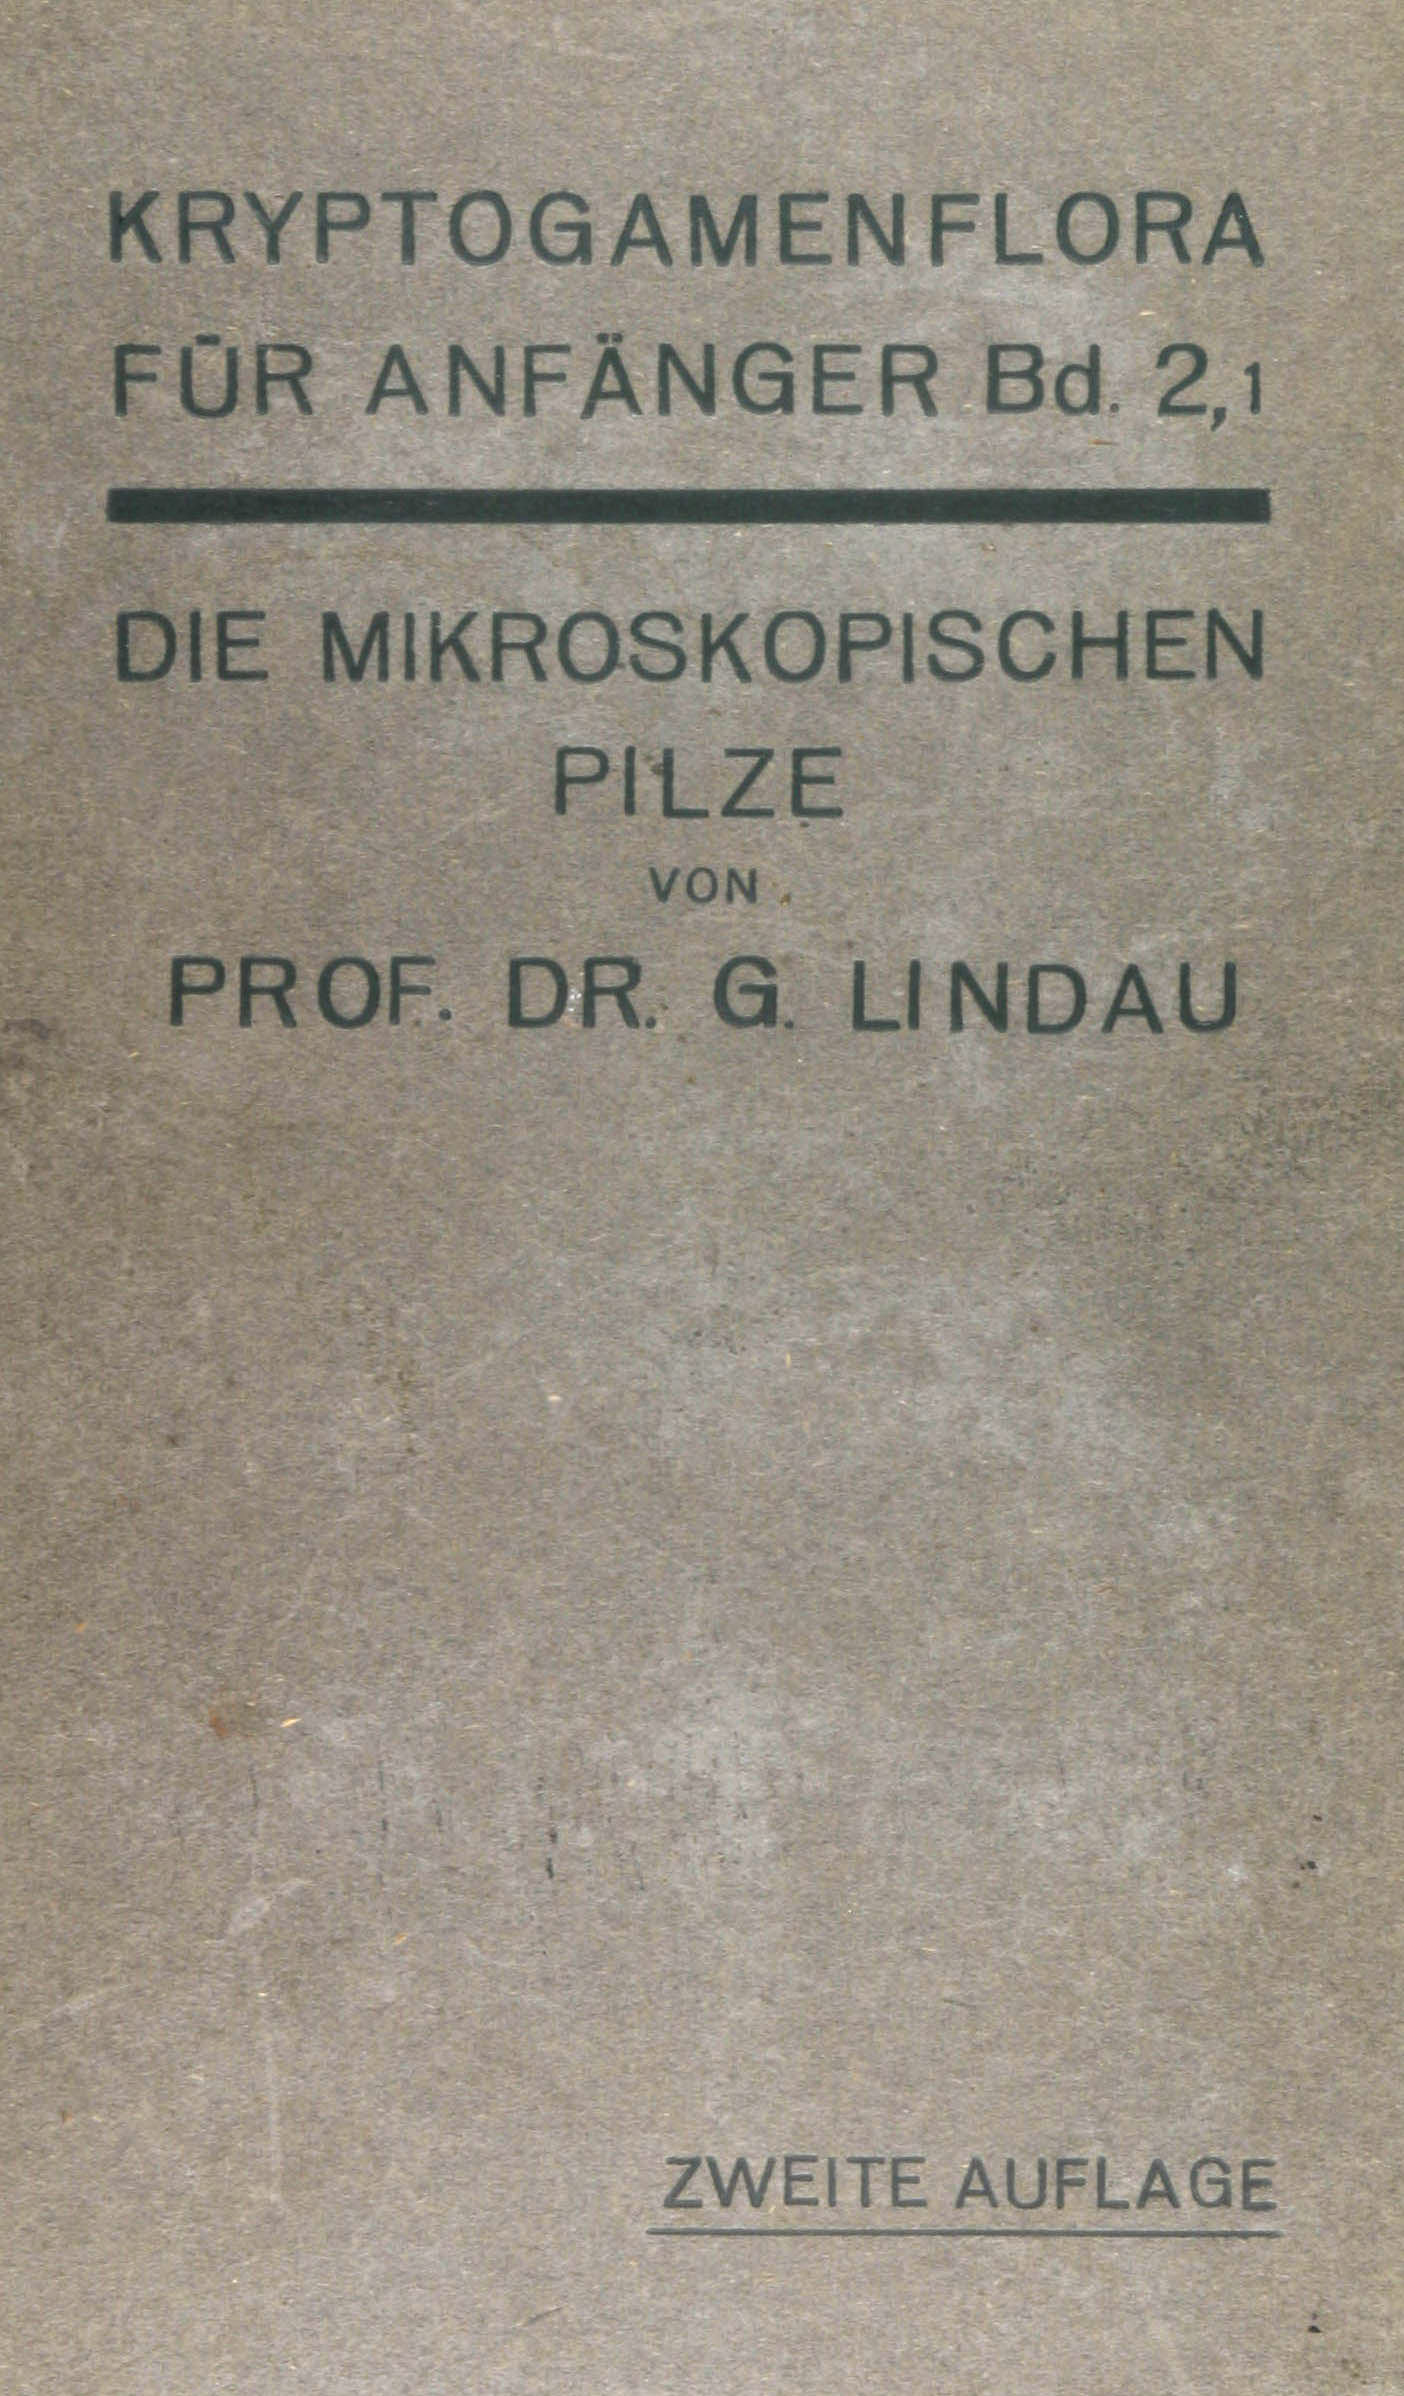 KRYPTOGAMENFLORA
FÜR ANFÄNGER Bd. 2,1
DIE MIKROSKOPISCHEN
PILZE
VON
PROF. DR. G. LINDAU
ZWEITE AUFLAGE